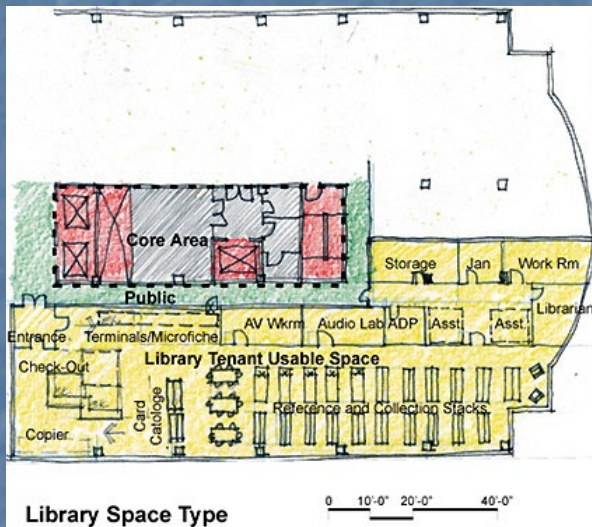 Core Area
Public
Storage
Jan
Work Rm
Librarian
Entrance
Terminals/Microfiche
AV Wkrm
Audio Lab
ADP
Asst.
Asst.
Library Tenant Usable Space
Check-Out
Card
Catologe
Reference and Collection Stacks
Copier
Library Space Type
0 10'-0" 20'-0" 40'-0"